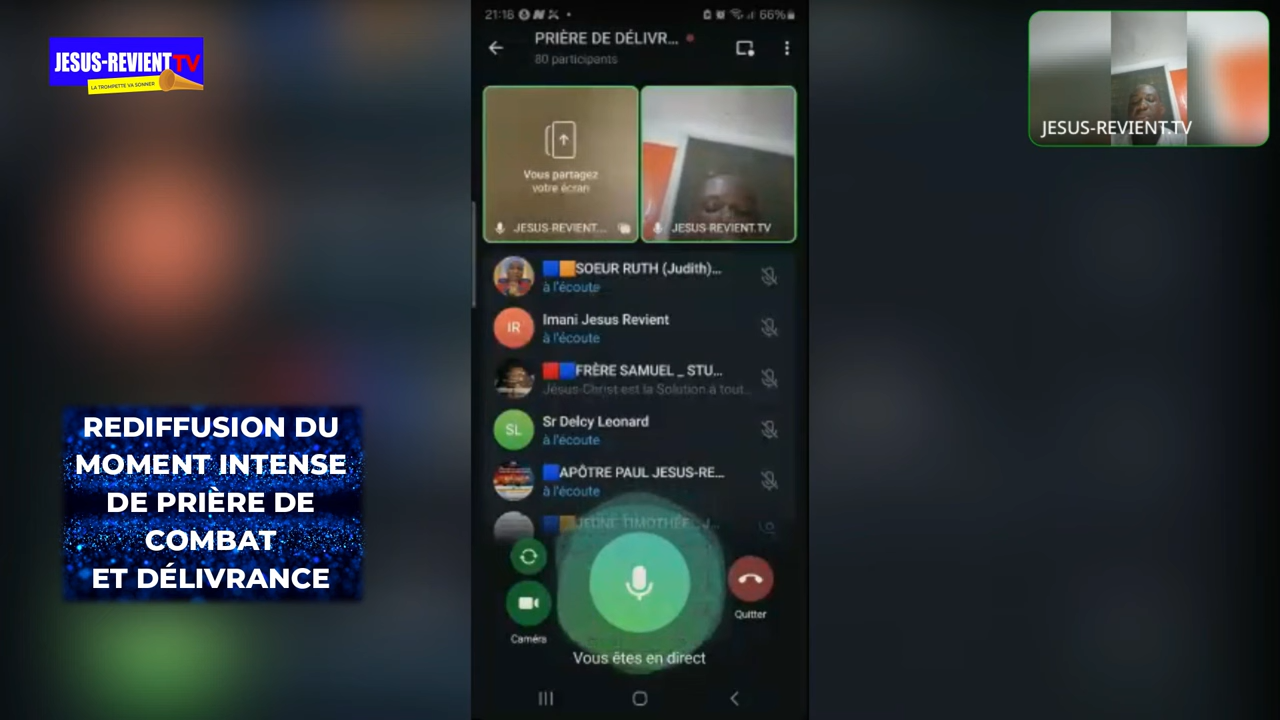 JESUS-REVIENT TV
LA TROMPETTE VA SONNER
REDIFFUSION DU
MOMENT INTENSE
DE PRIÈRE DE
COMBAT
ET DÉLIVRANCE
21:18
66%
PRIÈRE DE DÉLIVR...
80 participants
Vous partagez
votre écran
JESUS-REVIENT...
JESUS-REVIENT.TV
SOEUR RUTH (Judith)...
à l'écoute
IR
Imani Jesus Revient
à l'écoute
FRÈRE SAMUEL _ STU...
Jésus-Christ est la Solution à tout...
SL
Sr Delcy Leonard
à l'écoute
APÔTRE PAUL JESUS-RE...
à l'écoute
JEUNE TIMOTHÉE
Caméra
Quitter
Vous êtes en direct
JESUS-REVIENT.TV